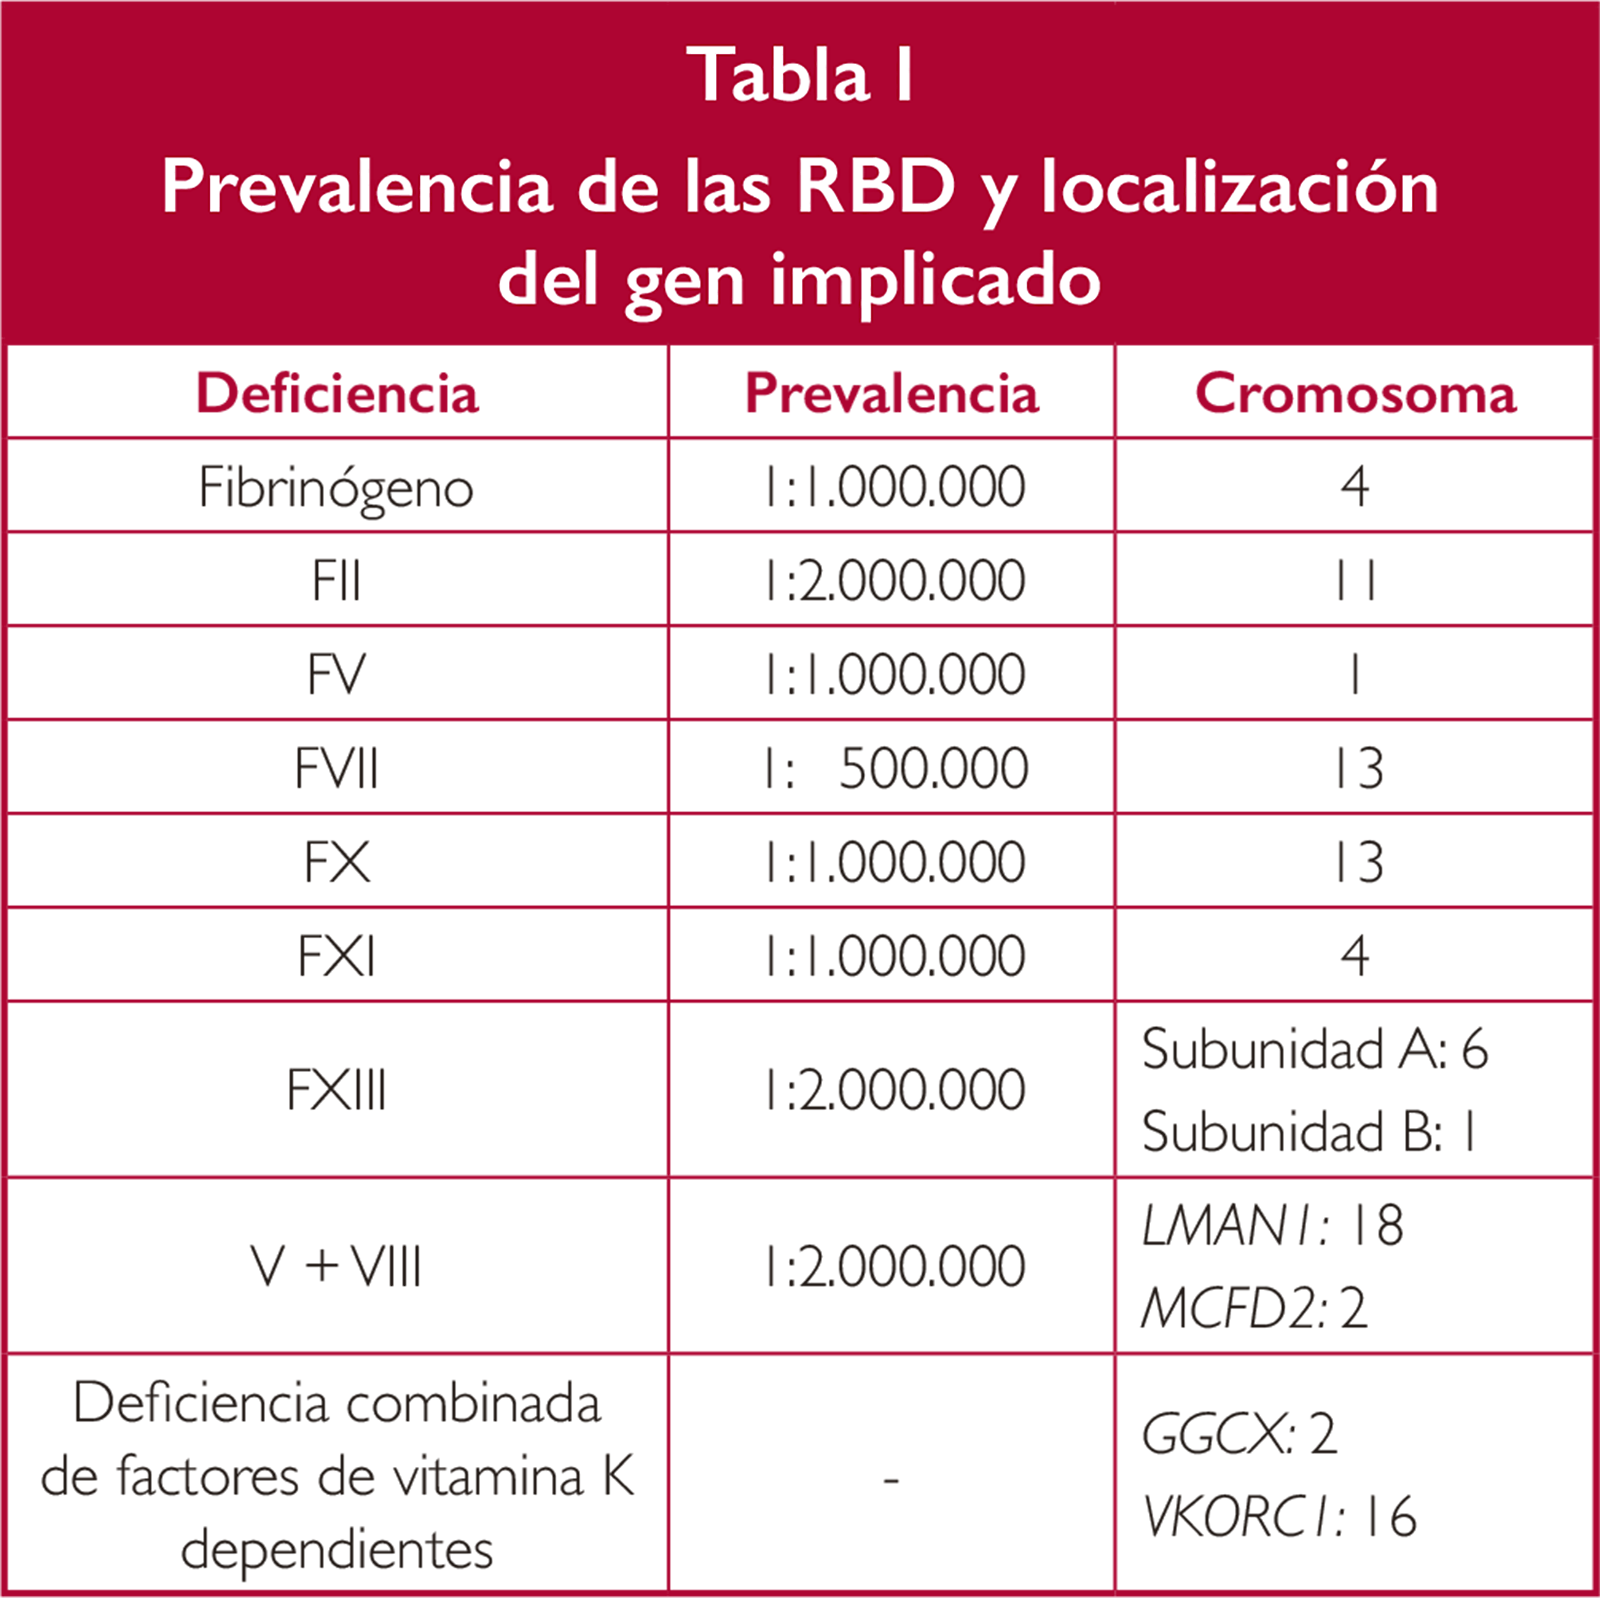 Tabla I
Prevalencia de las RBD y localización
del gen implicado
Deficiencia Prevalencia Cromosoma
Fibrinógeno 1:1.000.000 4
FII 1:2.000.000 11
FV 1:1.000.000 1
FVII 1: 500.000 13
FX 1:1.000.000 13
FXI 1:1.000.000 4
FXIII 1:2.000.000 Subunidad A: 6
Subunidad B: 1
V + VIII 1:2.000.000 LMAN1: 18
MCFD2: 2
Deficiencia combinada
de factores de vitamina K
dependientes
-
GGCX: 2
VKORC1: 16